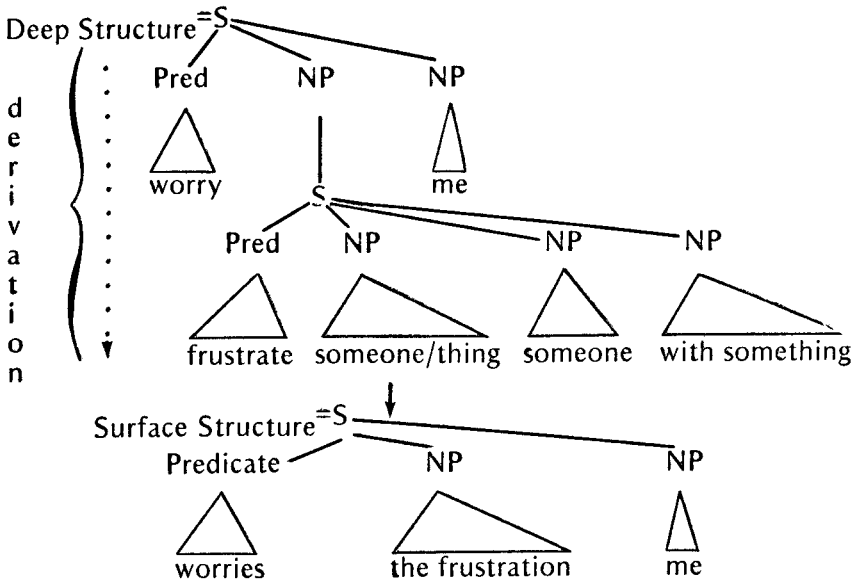 Deep Structure=S
Pred NP NP
derivation
worry me
S
Pred NP NP NP
frustrate someone/thing someone with something
Surface Structure=S
Predicate NP NP
worries the frustration me